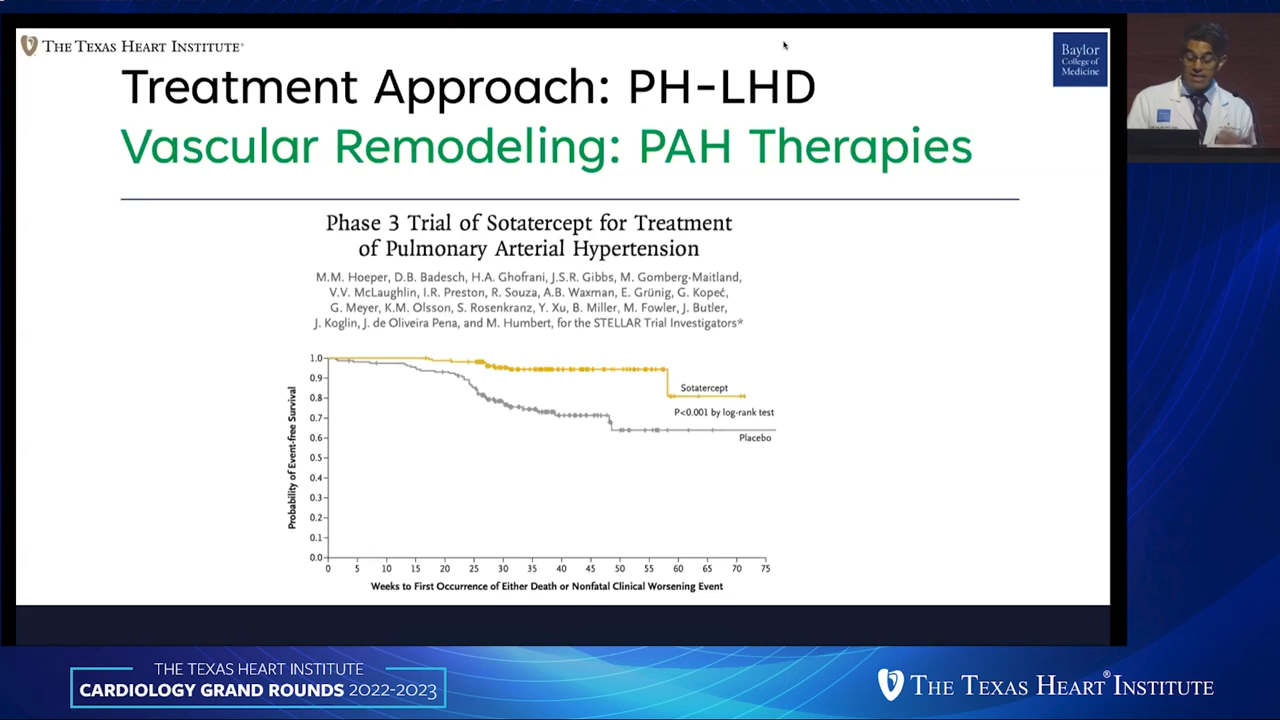 THE TEXAS HEART INSTITUTE®
Baylor
College of
Medicine
Treatment Approach: PH-LHD
Vascular Remodeling: PAH Therapies
Phase 3 Trial of Sotatercept for Treatment
of Pulmonary Arterial Hypertension
M.M. Hoeper, D.B. Badesch, H.A. Ghofrani, J.S.R. Gibbs, M. Gomberg-Maitland,
V.V. McLaughlin, I.R. Preston, R. Souza, A.B. Waxman, E. Grünig, G. Kopeć,
G. Meyer, K.M. Olsson, S. Rosenkranz, Y. Xu, B. Miller, M. Fowler, J. Butler,
J. Koglin, J. de Oliveira Pena, and M. Humbert, for the STELLAR Trial Investigators*
Probability of Event-free Survival
1.0
0.9
0.8
0.7
0.6
0.5
0.4
0.3
0.2
0.1
0.0
Sotatercept
P<0.001 by log-rank test
Placebo
0 5 10 15 20 25 30 35 40 45 50 55 60 65 70 75
Weeks to First Occurrence of Either Death or Nonfatal Clinical Worsening Event
THE TEXAS HEART INSTITUTE
CARDIOLOGY GRAND ROUNDS 2022-2023
THE TEXAS HEART® INSTITUTE